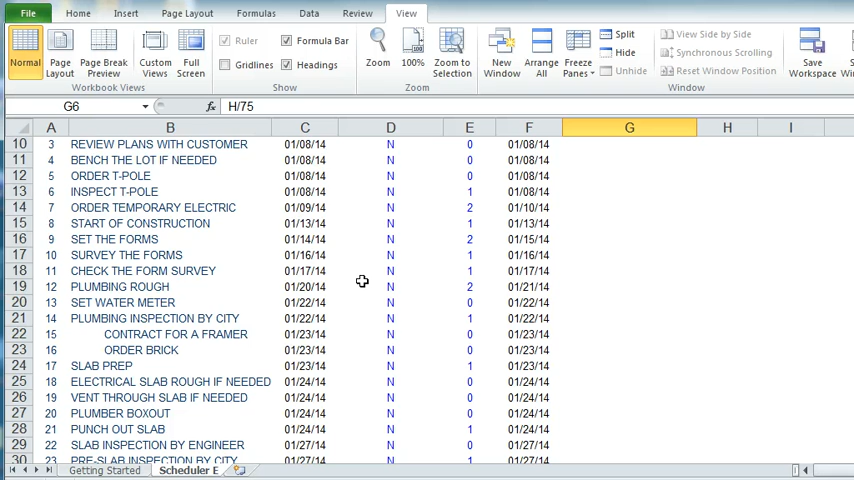 File Home Insert Page Layout Formulas Data Review View
Ruler Formula Bar Split View Side by Side
Gridlines Headings Hide Synchronous Scrolling
Unhide Reset Window Position
Normal Page Layout Page Break Preview Custom Views Full Screen Zoom 100% Zoom to Selection New Window Arrange All Freeze Panes Save Workspace
Workbook Views Show Zoom Window
G6 fx H/75
A B C D E F G H I
10 3 REVIEW PLANS WITH CUSTOMER 01/08/14 N 0 01/08/14
11 4 BENCH THE LOT IF NEEDED 01/08/14 N 0 01/08/14
12 5 ORDER T-POLE 01/08/14 N 0 01/08/14
13 6 INSPECT T-POLE 01/08/14 N 1 01/08/14
14 7 ORDER TEMPORARY ELECTRIC 01/09/14 N 2 01/10/14
15 8 START OF CONSTRUCTION 01/13/14 N 1 01/13/14
16 9 SET THE FORMS 01/14/14 N 2 01/15/14
17 10 SURVEY THE FORMS 01/16/14 N 1 01/16/14
18 11 CHECK THE FORM SURVEY 01/17/14 N 1 01/17/14
19 12 PLUMBING ROUGH 01/20/14 N 2 01/21/14
20 13 SET WATER METER 01/22/14 N 0 01/22/14
21 14 PLUMBING INSPECTION BY CITY 01/22/14 N 1 01/22/14
22 15 CONTRACT FOR A FRAMER 01/23/14 N 0 01/23/14
23 16 ORDER BRICK 01/23/14 N 0 01/23/14
24 17 SLAB PREP 01/23/14 N 1 01/23/14
25 18 ELECTRICAL SLAB ROUGH IF NEEDED 01/24/14 N 0 01/24/14
26 19 VENT THROUGH SLAB IF NEEDED 01/24/14 N 0 01/24/14
27 20 PLUMBER BOXOUT 01/24/14 N 0 01/24/14
28 21 PUNCH OUT SLAB 01/24/14 N 1 01/24/14
29 22 SLAB INSPECTION BY ENGINEER 01/27/14 N 0 01/27/14
30 23 PRE-SLAB INSPECTION BY CITY 01/27/14 N 1 01/27/14
Getting Started Scheduler E